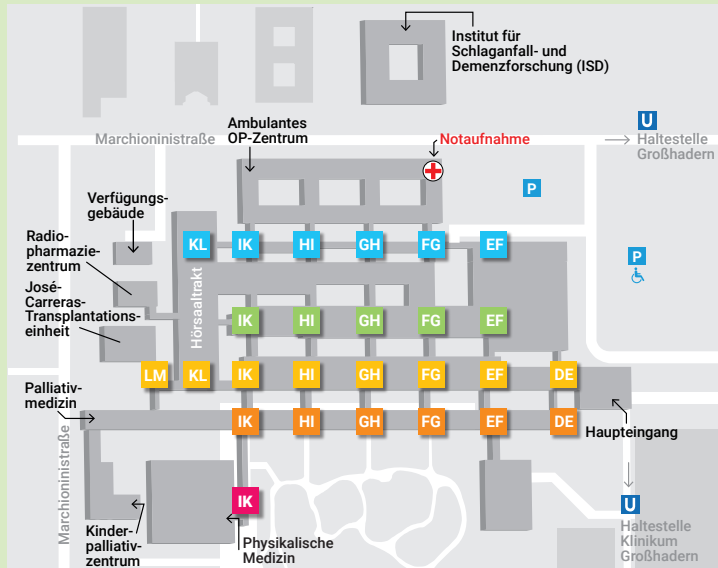 Institut für
Schlaganfall- und
Demenzforschung (ISD)
U
Haltestelle
Großhadern
Marchioninistraße
Ambulantes
OP-Zentrum
Notaufnahme
P
Verfügungs-
gebäude
KL IK HI GH FG EF
P
Radio-
pharmazie-
zentrum
José-
Carreras-
Transplantations-
einheit
Hörsaaltrakt
IK HI GH FG EF
LM KL IK HI GH FG EF DE
Palliativ-
medizin
IK HI GH FG EF DE
Haupteingang
Marchioninistraße
IK
U
Haltestelle
Klinikum
Großhadern
Kinder-
palliativ-
zentrum
Physikalische
Medizin